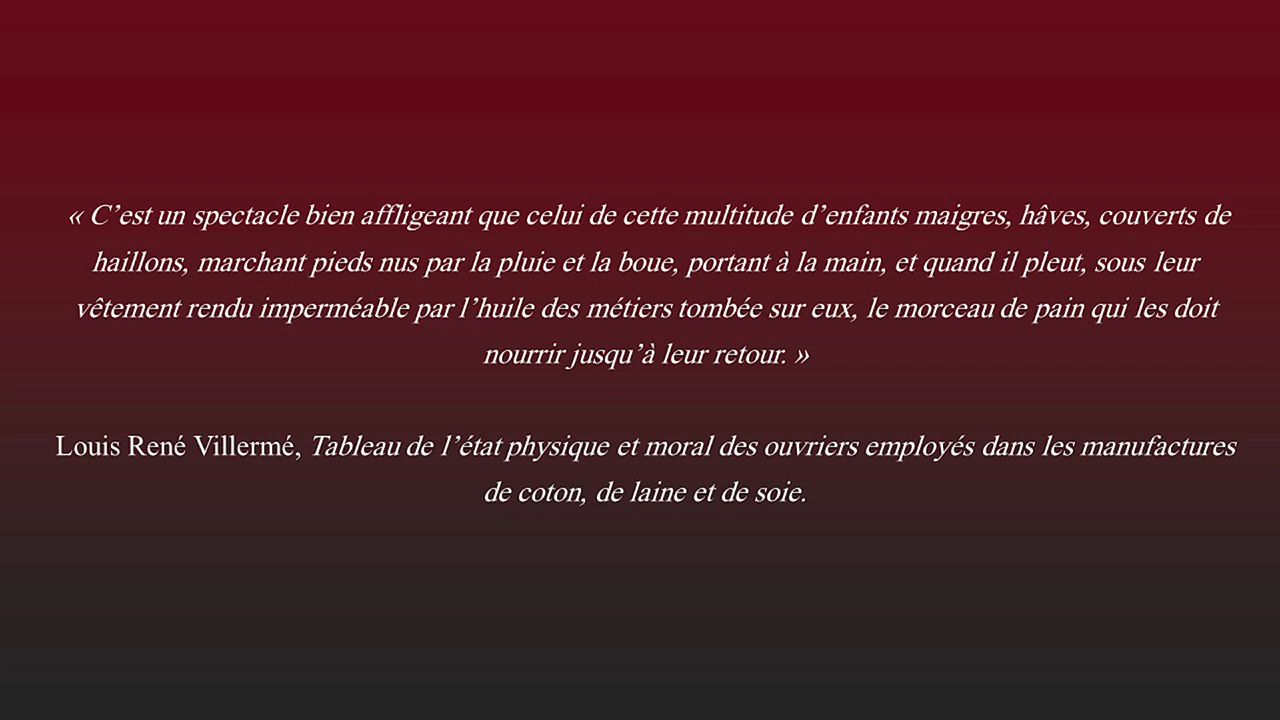 « C’est un spectacle bien affligeant que celui de cette multitude d’enfants maigres, hâves, couverts de
haillons, marchant pieds nus par la pluie et la boue, portant à la main, et quand il pleut, sous leur
vêtement rendu imperméable par l’huile des métiers tombée sur eux, le morceau de pain qui les doit
nourrir jusqu’à leur retour. »
Louis René Villermé, Tableau de l’état physique et moral des ouvriers employés dans les manufactures
de coton, de laine et de soie.